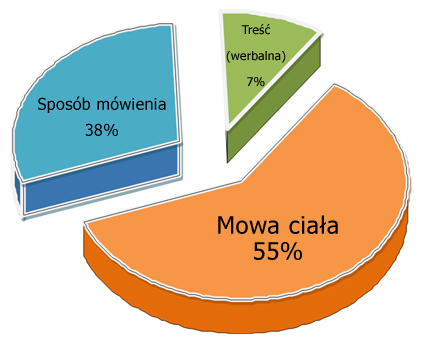 Treść
(werbalna)
7%
Sposób mówienia
38%
Mowa ciała
55%